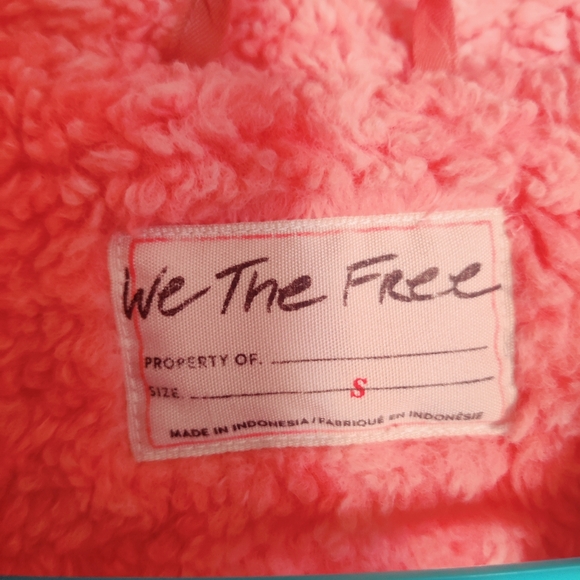 We The Free
PROPERTY OF.
SIZE S
MADE IN INDONESIA / FABRIQUÉ EN INDONÉSIE